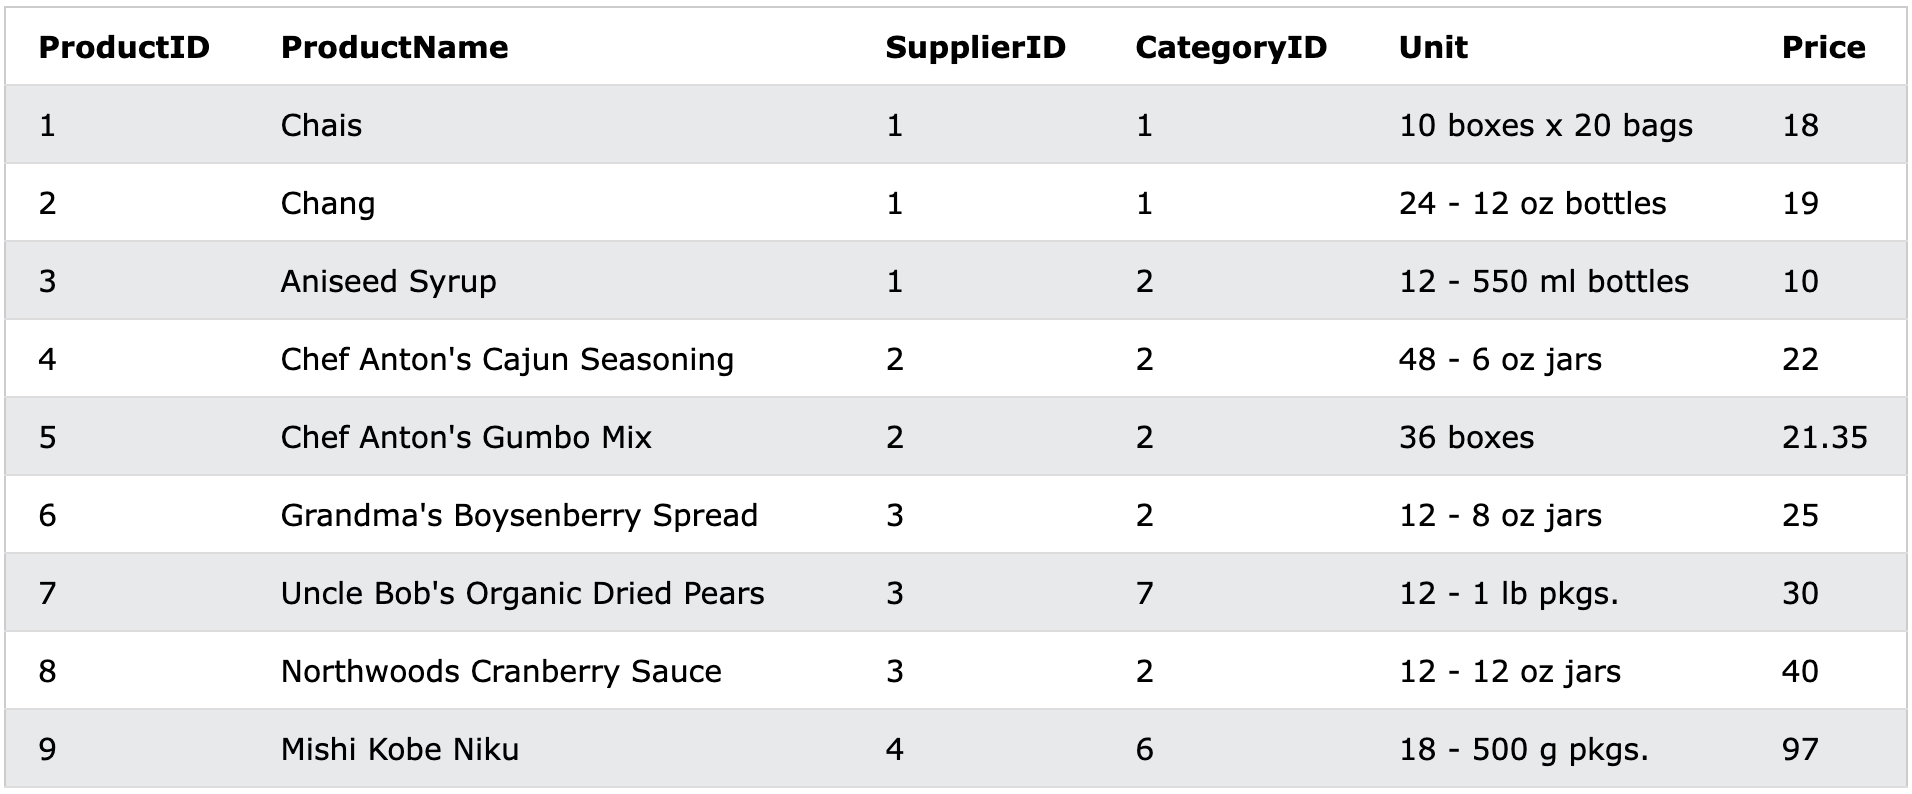 ProductID ProductName SupplierID CategoryID Unit Price
1 Chais 1 1 10 boxes x 20 bags 18
2 Chang 1 1 24 - 12 oz bottles 19
3 Aniseed Syrup 1 2 12 - 550 ml bottles 10
4 Chef Anton's Cajun Seasoning 2 2 48 - 6 oz jars 22
5 Chef Anton's Gumbo Mix 2 2 36 boxes 21.35
6 Grandma's Boysenberry Spread 3 2 12 - 8 oz jars 25
7 Uncle Bob's Organic Dried Pears 3 7 12 - 1 lb pkgs. 30
8 Northwoods Cranberry Sauce 3 2 12 - 12 oz jars 40
9 Mishi Kobe Niku 4 6 18 - 500 g pkgs. 97